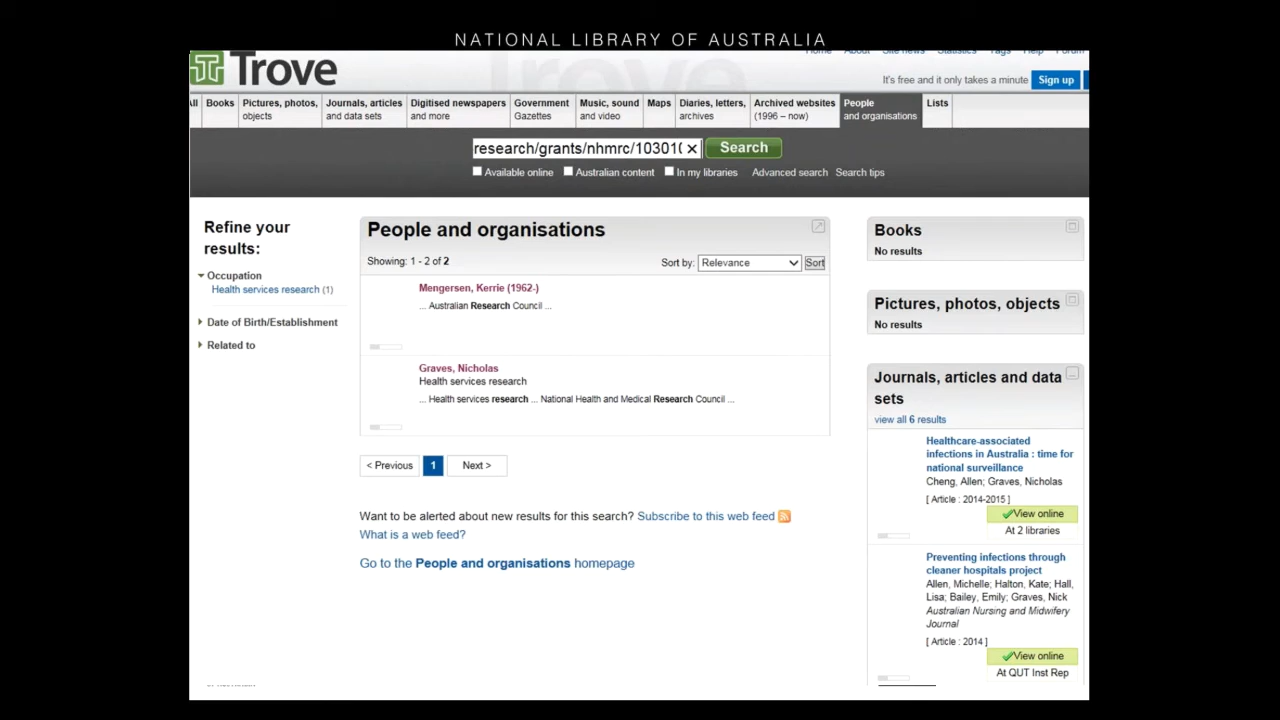 NATIONAL LIBRARY OF AUSTRALIA
Home About Site news Statistics Tags Help Forum
Trove
It's free and it only takes a minute Sign up
All
Books
Pictures, photos,
objects
Journals, articles
and data sets
Digitised newspapers
and more
Government
Gazettes
Music, sound
and video
Maps
Diaries, letters,
archives
Archived websites
(1996 – now)
People
and organisations
Lists
research/grants/nhmrc/10301 Search
Available online Australian content In my libraries Advanced search Search tips
Refine your
results:
Occupation
Health services research (1)
Date of Birth/Establishment
Related to
People and organisations
Showing: 1 - 2 of 2
Sort by: Relevance Sort
Mengersen, Kerrie (1962-)
... Australian Research Council ...
Graves, Nicholas
Health services research
... Health services research ... National Health and Medical Research Council ...
< Previous 1 Next >
Want to be alerted about new results for this search? Subscribe to this web feed
What is a web feed?
Go to the People and organisations homepage
Books
No results
Pictures, photos, objects
No results
Journals, articles and data
sets
view all 6 results
Healthcare-associated
infections in Australia : time for
national surveillance
Cheng, Allen; Graves, Nicholas
[ Article : 2014-2015 ]
View online
At 2 libraries
Preventing infections through
cleaner hospitals project
Allen, Michelle; Halton, Kate; Hall,
Lisa; Bailey, Emily; Graves, Nick
Australian Nursing and Midwifery
Journal
[ Article : 2014 ]
View online
At QUT Inst Rep